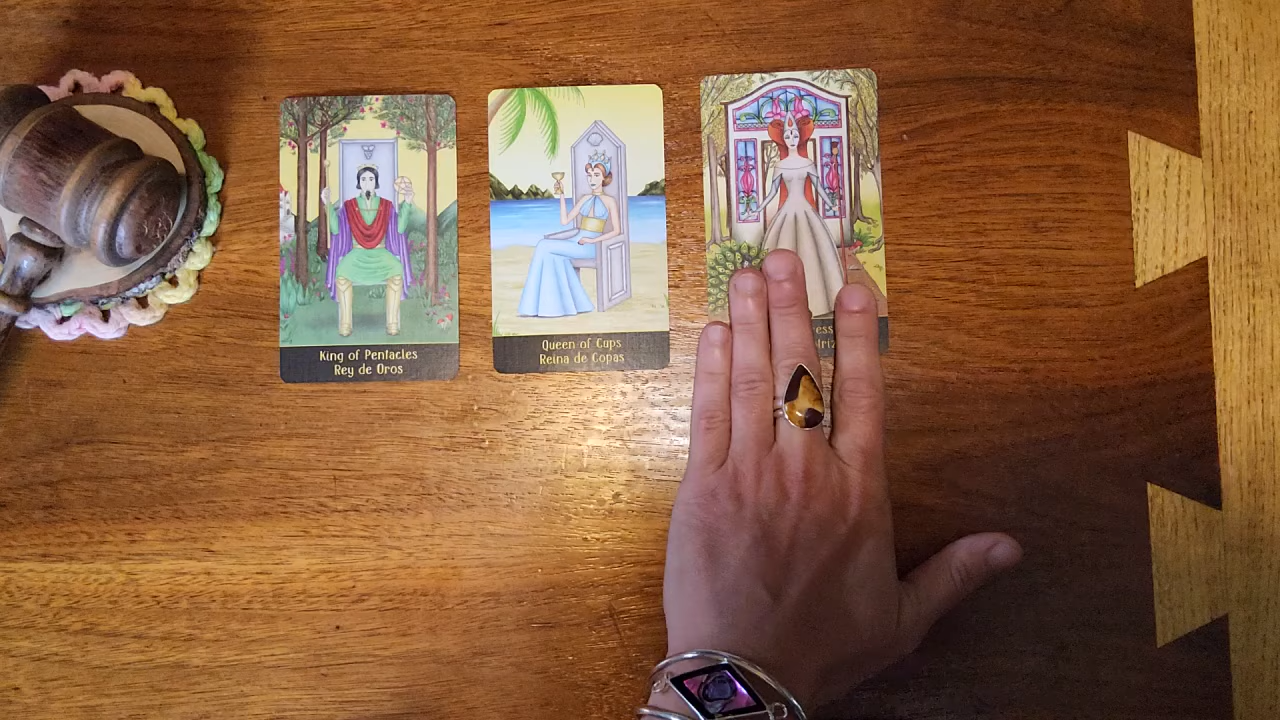 King of Pentacles
Rey de Oros
Queen of Cups
Reina de Copas